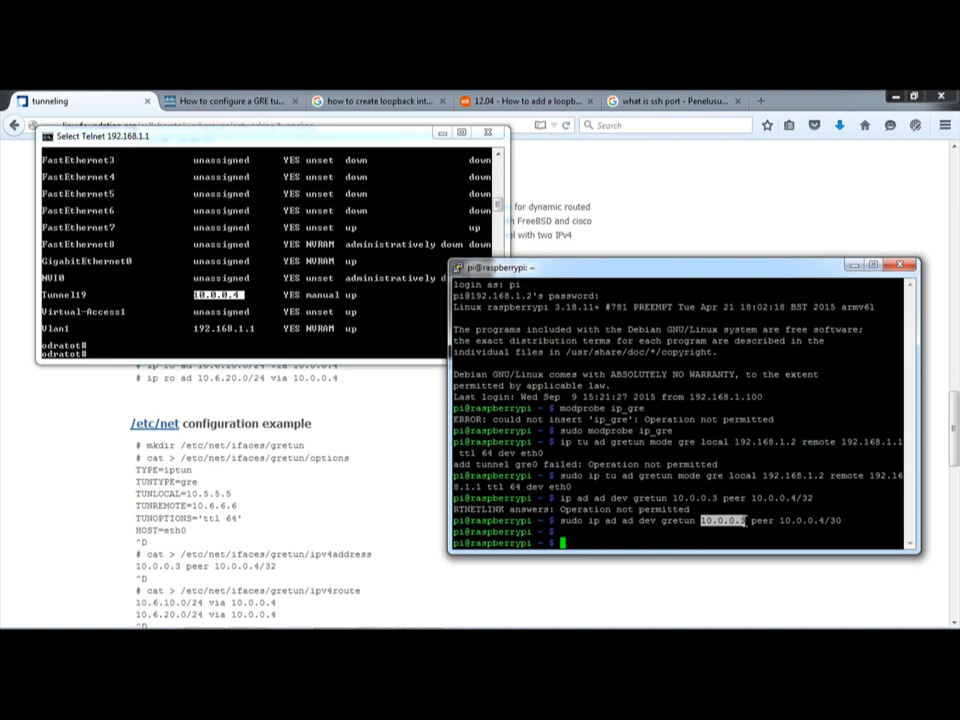 tunneling
How to configure a GRE tu...
how to create loopback int...
12.04 - How to add a loopb...
what is ssh port - Penelusu...
Search
Select Telnet 192.168.1.1
FastEthernet3 unassigned YES unset down down
FastEthernet4 unassigned YES unset down down
FastEthernet5 unassigned YES unset down down
FastEthernet6 unassigned YES unset down down
FastEthernet7 unassigned YES unset up up
FastEthernet8 unassigned YES NVRAM administratively down down
GigabitEthernet0 unassigned YES NVRAM up
NVI0 unassigned YES unset administratively d
Tunnel19 10.0.0.4 YES manual up
Virtual-Access1 unassigned YES unset up
Vlan1 192.168.1.1 YES NVRAM up
odratot#
odratot#
for dynamic routed
FreeBSD and cisco
el with two IPv4
# ip ro ad 10.6.20.0/24 via 10.0.0.4
/etc/net configuration example
# mkdir /etc/net/ifaces/gretun
# cat > /etc/net/ifaces/gretun/options
TYPE=iptun
TUNTYPE=gre
TUNLOCAL=10.5.5.5
TUNREMOTE=10.6.6.6
TUNOPTIONS='ttl 64'
HOST=eth0
^D
# cat > /etc/net/ifaces/gretun/ipv4address
10.0.0.3 peer 10.0.0.4/32
^D
# cat > /etc/net/ifaces/gretun/ipv4route
10.6.10.0/24 via 10.0.0.4
10.6.20.0/24 via 10.0.0.4
^D
pi@raspberrypi: ~
login as: pi
pi@192.168.1.2's password:
Linux raspberrypi 3.18.11+ #781 PREEMPT Tue Apr 21 18:02:18 BST 2015 armv6l
The programs included with the Debian GNU/Linux system are free software;
the exact distribution terms for each program are described in the
individual files in /usr/share/doc/*/copyright.
Debian GNU/Linux comes with ABSOLUTELY NO WARRANTY, to the extent
permitted by applicable law.
Last login: Wed Sep  9 15:21:27 2015 from 192.168.1.100
pi@raspberrypi ~ $ modprobe ip_gre
ERROR: could not insert 'ip_gre': Operation not permitted
pi@raspberrypi ~ $ sudo modprobe ip_gre
pi@raspberrypi ~ $ ip tu ad gretun mode gre local 192.168.1.2 remote 192.168.1.1
ttl 64 dev eth0
add tunnel gre0 failed: Operation not permitted
pi@raspberrypi ~ $ sudo ip tu ad gretun mode gre local 192.168.1.2 remote 192.16
8.1.1 ttl 64 dev eth0
pi@raspberrypi ~ $ ip ad ad dev gretun 10.0.0.3 peer 10.0.0.4/32
RTNETLINK answers: Operation not permitted
pi@raspberrypi ~ $ sudo ip ad ad dev gretun 10.0.0.3 peer 10.0.0.4/30
pi@raspberrypi ~ $
pi@raspberrypi ~ $